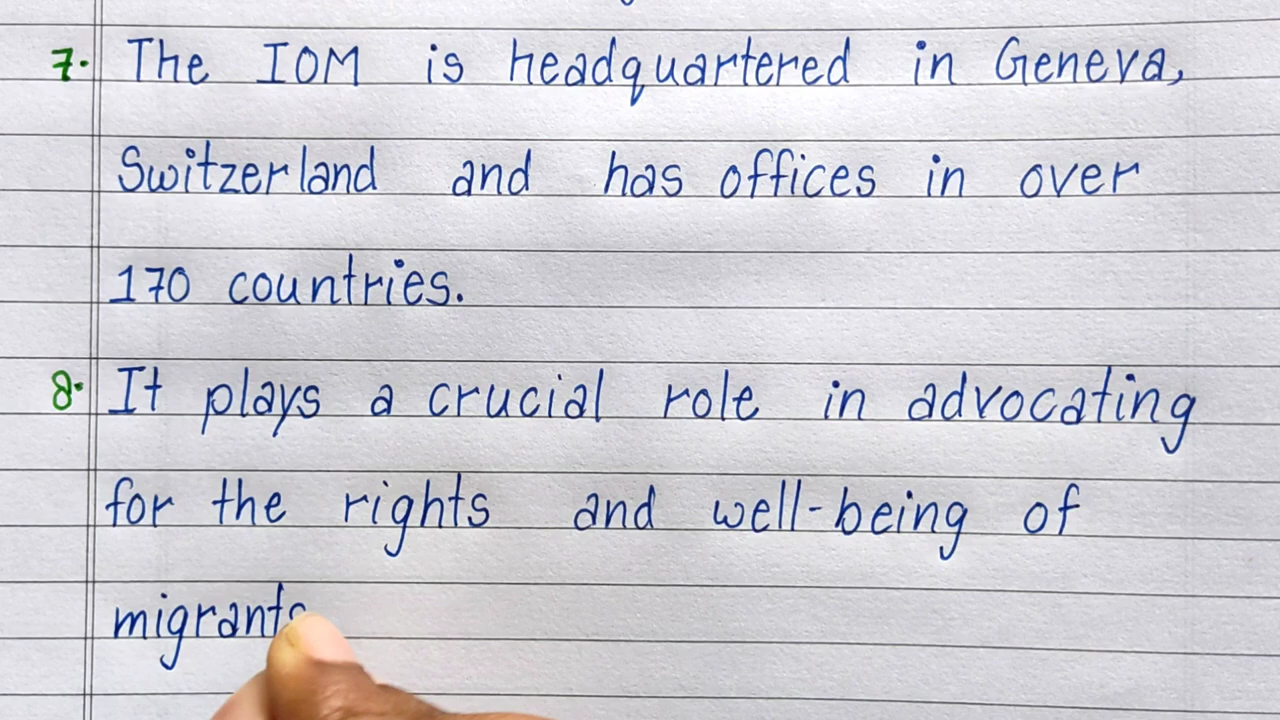 7. The IOM is headquartered in Geneva,
Switzerland and has offices in over
170 countries.
8. It plays a crucial role in advocating
for the rights and well-being of
migrants